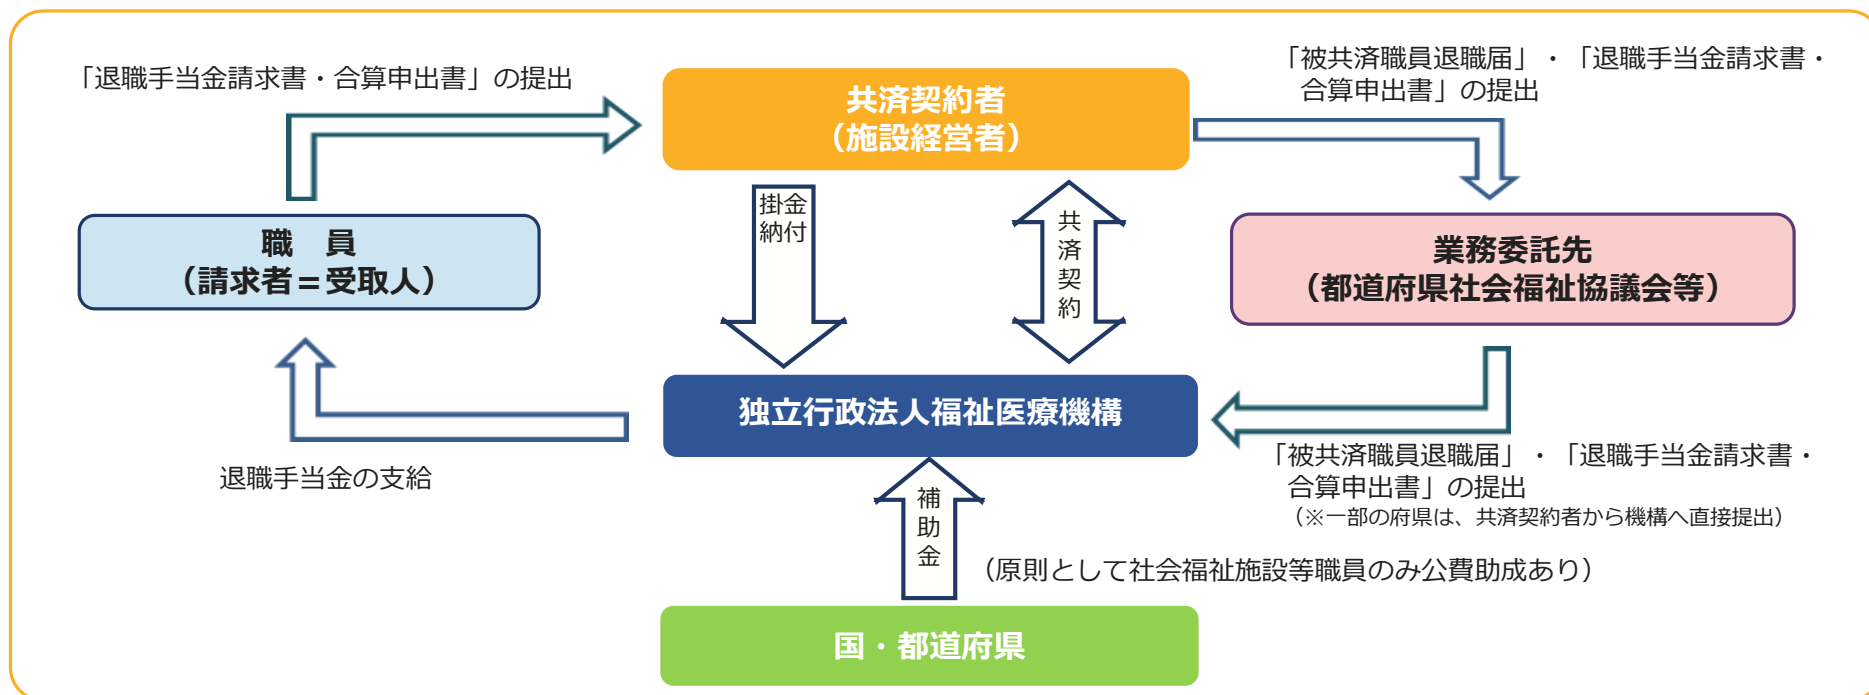 「退職手当金請求書・合算申出書」の提出
共済契約者
（施設経営者）
「被共済職員退職届」・「退職手当金請求書・
合算申出書」の提出
職　員
（請求者＝受取人）
掛金
納付
共済契約
業務委託先
（都道府県社会福祉協議会等）
独立行政法人福祉医療機構
退職手当金の支給
「被共済職員退職届」・「退職手当金請求書・
合算申出書」の提出
（※一部の府県は、共済契約者から機構へ直接提出）
補助金
（原則として社会福祉施設等職員のみ公費助成あり）
国・都道府県